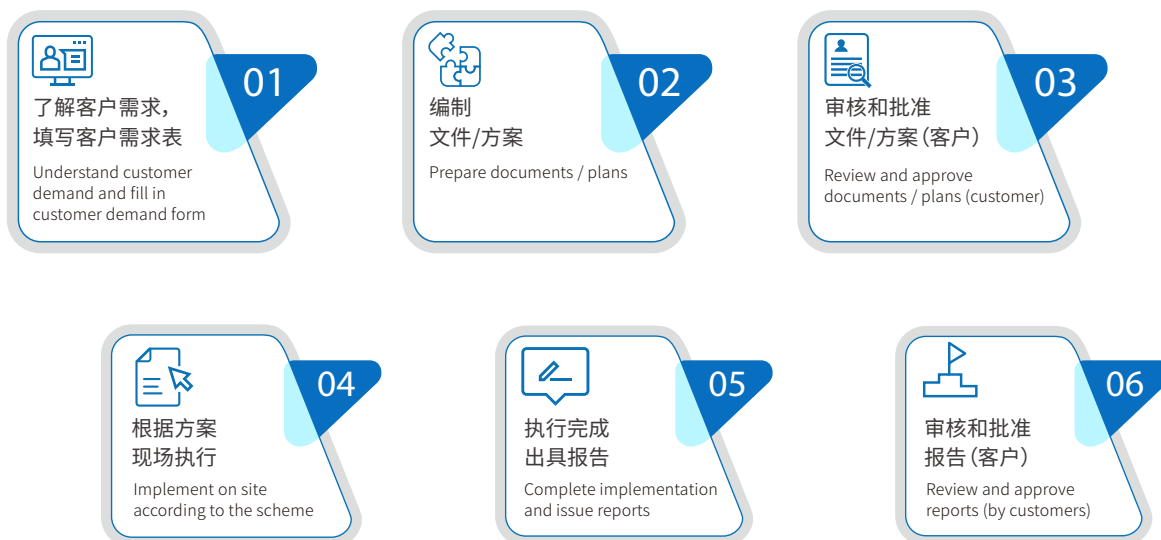 01
了解客户需求，
填写客户需求表
Understand customer
demand and fill in
customer demand form
02
编制
文件/方案
Prepare documents / plans
03
审核和批准
文件/方案（客户）
Review and approve
documents / plans (customer)
04
根据方案
现场执行
Implement on site
according to the scheme
05
执行完成
出具报告
Complete implementation
and issue reports
06
审核和批准
报告（客户）
Review and approve
reports (by customers)